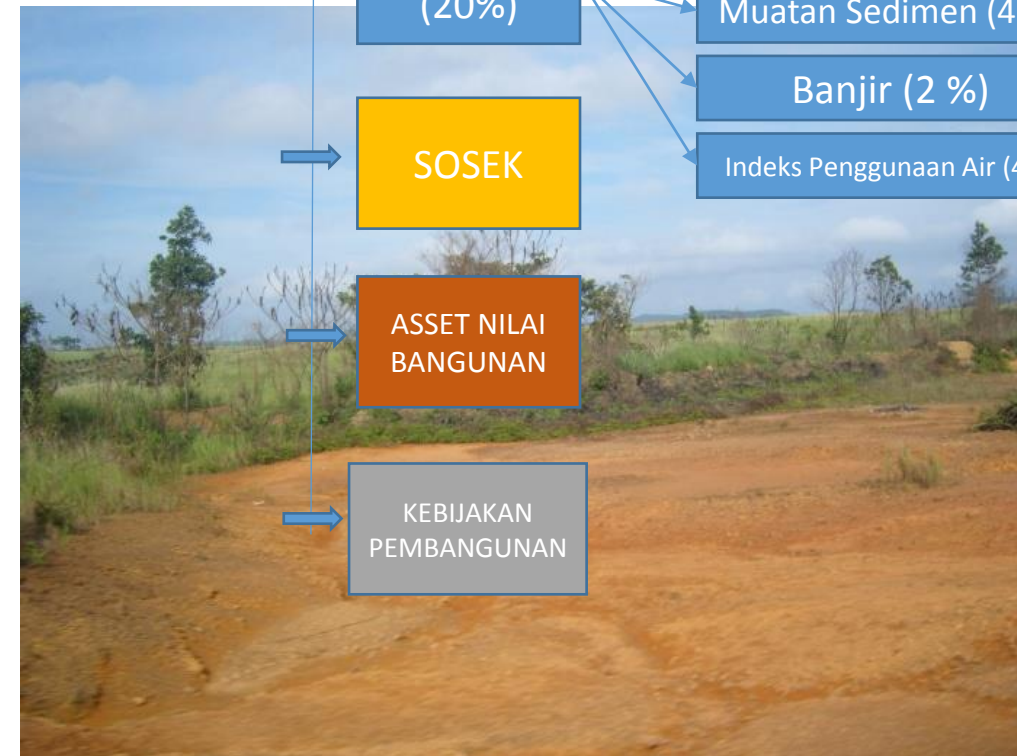 (20%)
Muatan Sedimen (4
Banjir (2 %)
SOSEK
Indeks Penggunaan Air (4
ASSET NILAI
BANGUNAN
KEBIJAKAN
PEMBANGUNAN